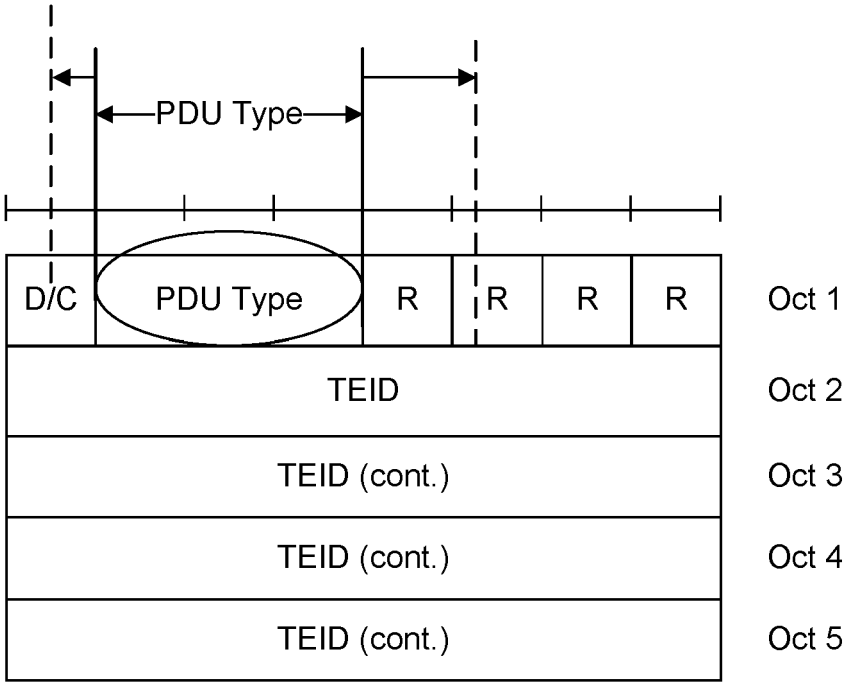 PDU Type
D/C PDU Type R R R R Oct 1
TEID Oct 2
TEID (cont.) Oct 3
TEID (cont.) Oct 4
TEID (cont.) Oct 5